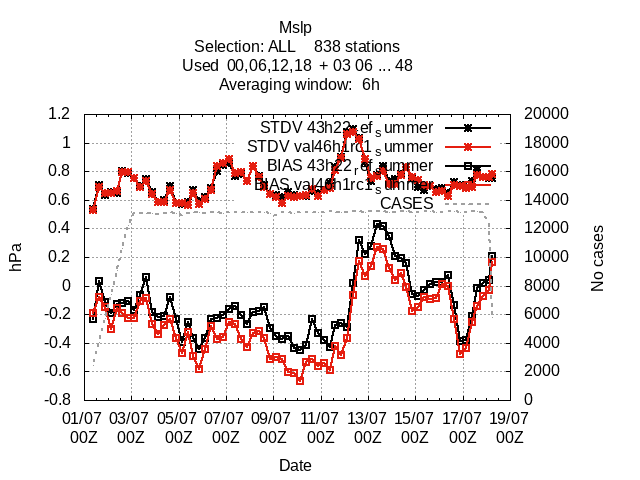 Mslp
Selection: ALL    838 stations
Used  00,06,12,18  + 03 06 ... 48
Averaging window:  6h
STDV 43h22_ref_summer
STDV val46h1rc1_summer
BIAS 43h22_ref_summer
BIAS val46h1rc1_summer
CASES
1.2
1
0.8
0.6
0.4
0.2
0
-0.2
-0.4
-0.6
-0.8
hPa
20000
18000
16000
14000
12000
10000
8000
6000
4000
2000
0
No cases
01/07 03/07 05/07 07/07 09/07 11/07 13/07 15/07 17/07 19/07
00Z 00Z 00Z 00Z 00Z 00Z 00Z 00Z 00Z 00Z
Date